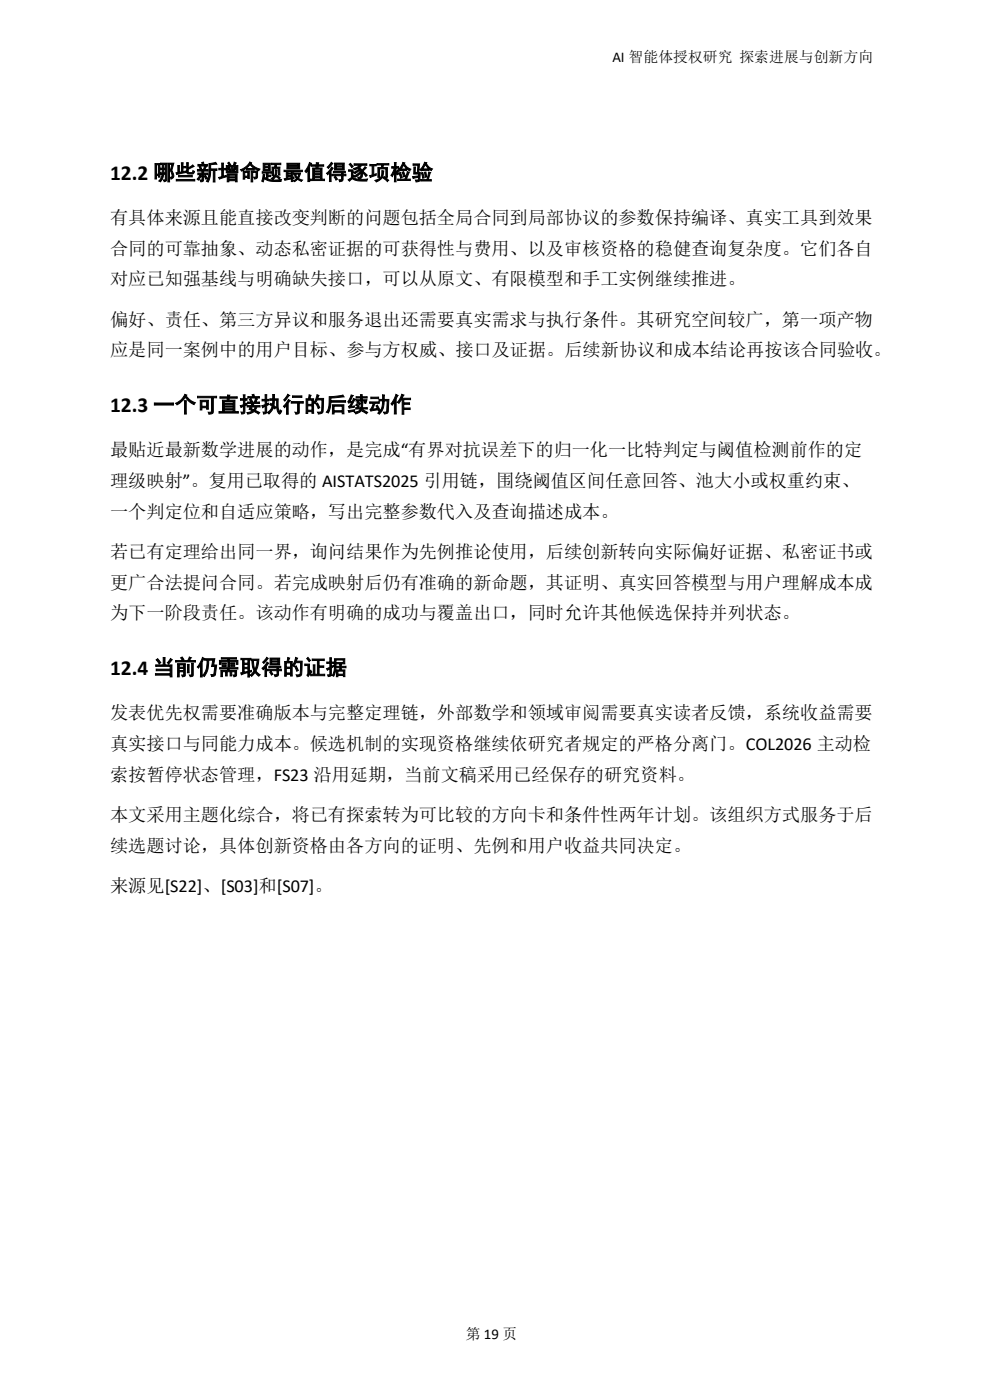 AI 智能体授权研究 探索进展与创新方向
12.2 哪些新增命题最值得逐项检验
有具体来源且能直接改变判断的问题包括全局合同到局部协议的参数保持编译、真实工具到效果
合同的可靠抽象、动态私密证据的可获得性与费用、以及审核资格的稳健查询复杂度。它们各自
对应已知强基线与明确缺失接口，可以从原文、有限模型和手工实例继续推进。
偏好、责任、第三方异议和服务退出还需要真实需求与执行条件。其研究空间较广，第一项产物
应是同一案例中的用户目标、参与方权威、接口及证据。后续新协议和成本结论再按该合同验收。
12.3 一个可直接执行的后续动作
最贴近最新数学进展的动作，是完成“有界对抗误差下的归一化一比特判定与阈值检测前作的定
理级映射”。复用已取得的 AISTATS2025 引用链，围绕阈值区间任意回答、池大小或权重约束、
一个判定位和自适应策略，写出完整参数代入及查询描述成本。
若已有定理给出同一界，询问结果作为先例推论使用，后续创新转向实际偏好证据、私密证书或
更广合法提问合同。若完成映射后仍有准确的新命题，其证明、真实回答模型与用户理解成本成
为下一阶段责任。该动作有明确的成功与覆盖出口，同时允许其他候选保持并列状态。
12.4 当前仍需取得的证据
发表优先权需要准确版本与完整定理链，外部数学和领域审阅需要真实读者反馈，系统收益需要
真实接口与同能力成本。候选机制的实现资格继续依研究者规定的严格分离门。COL2026 主动检
索按暂停状态管理，FS23 沿用延期，当前文稿采用已经保存的研究资料。
本文采用主题化综合，将已有探索转为可比较的方向卡和条件性两年计划。该组织方式服务于后
续选题讨论，具体创新资格由各方向的证明、先例和用户收益共同决定。
来源见[S22]、[S03]和[S07]。
第 19 页